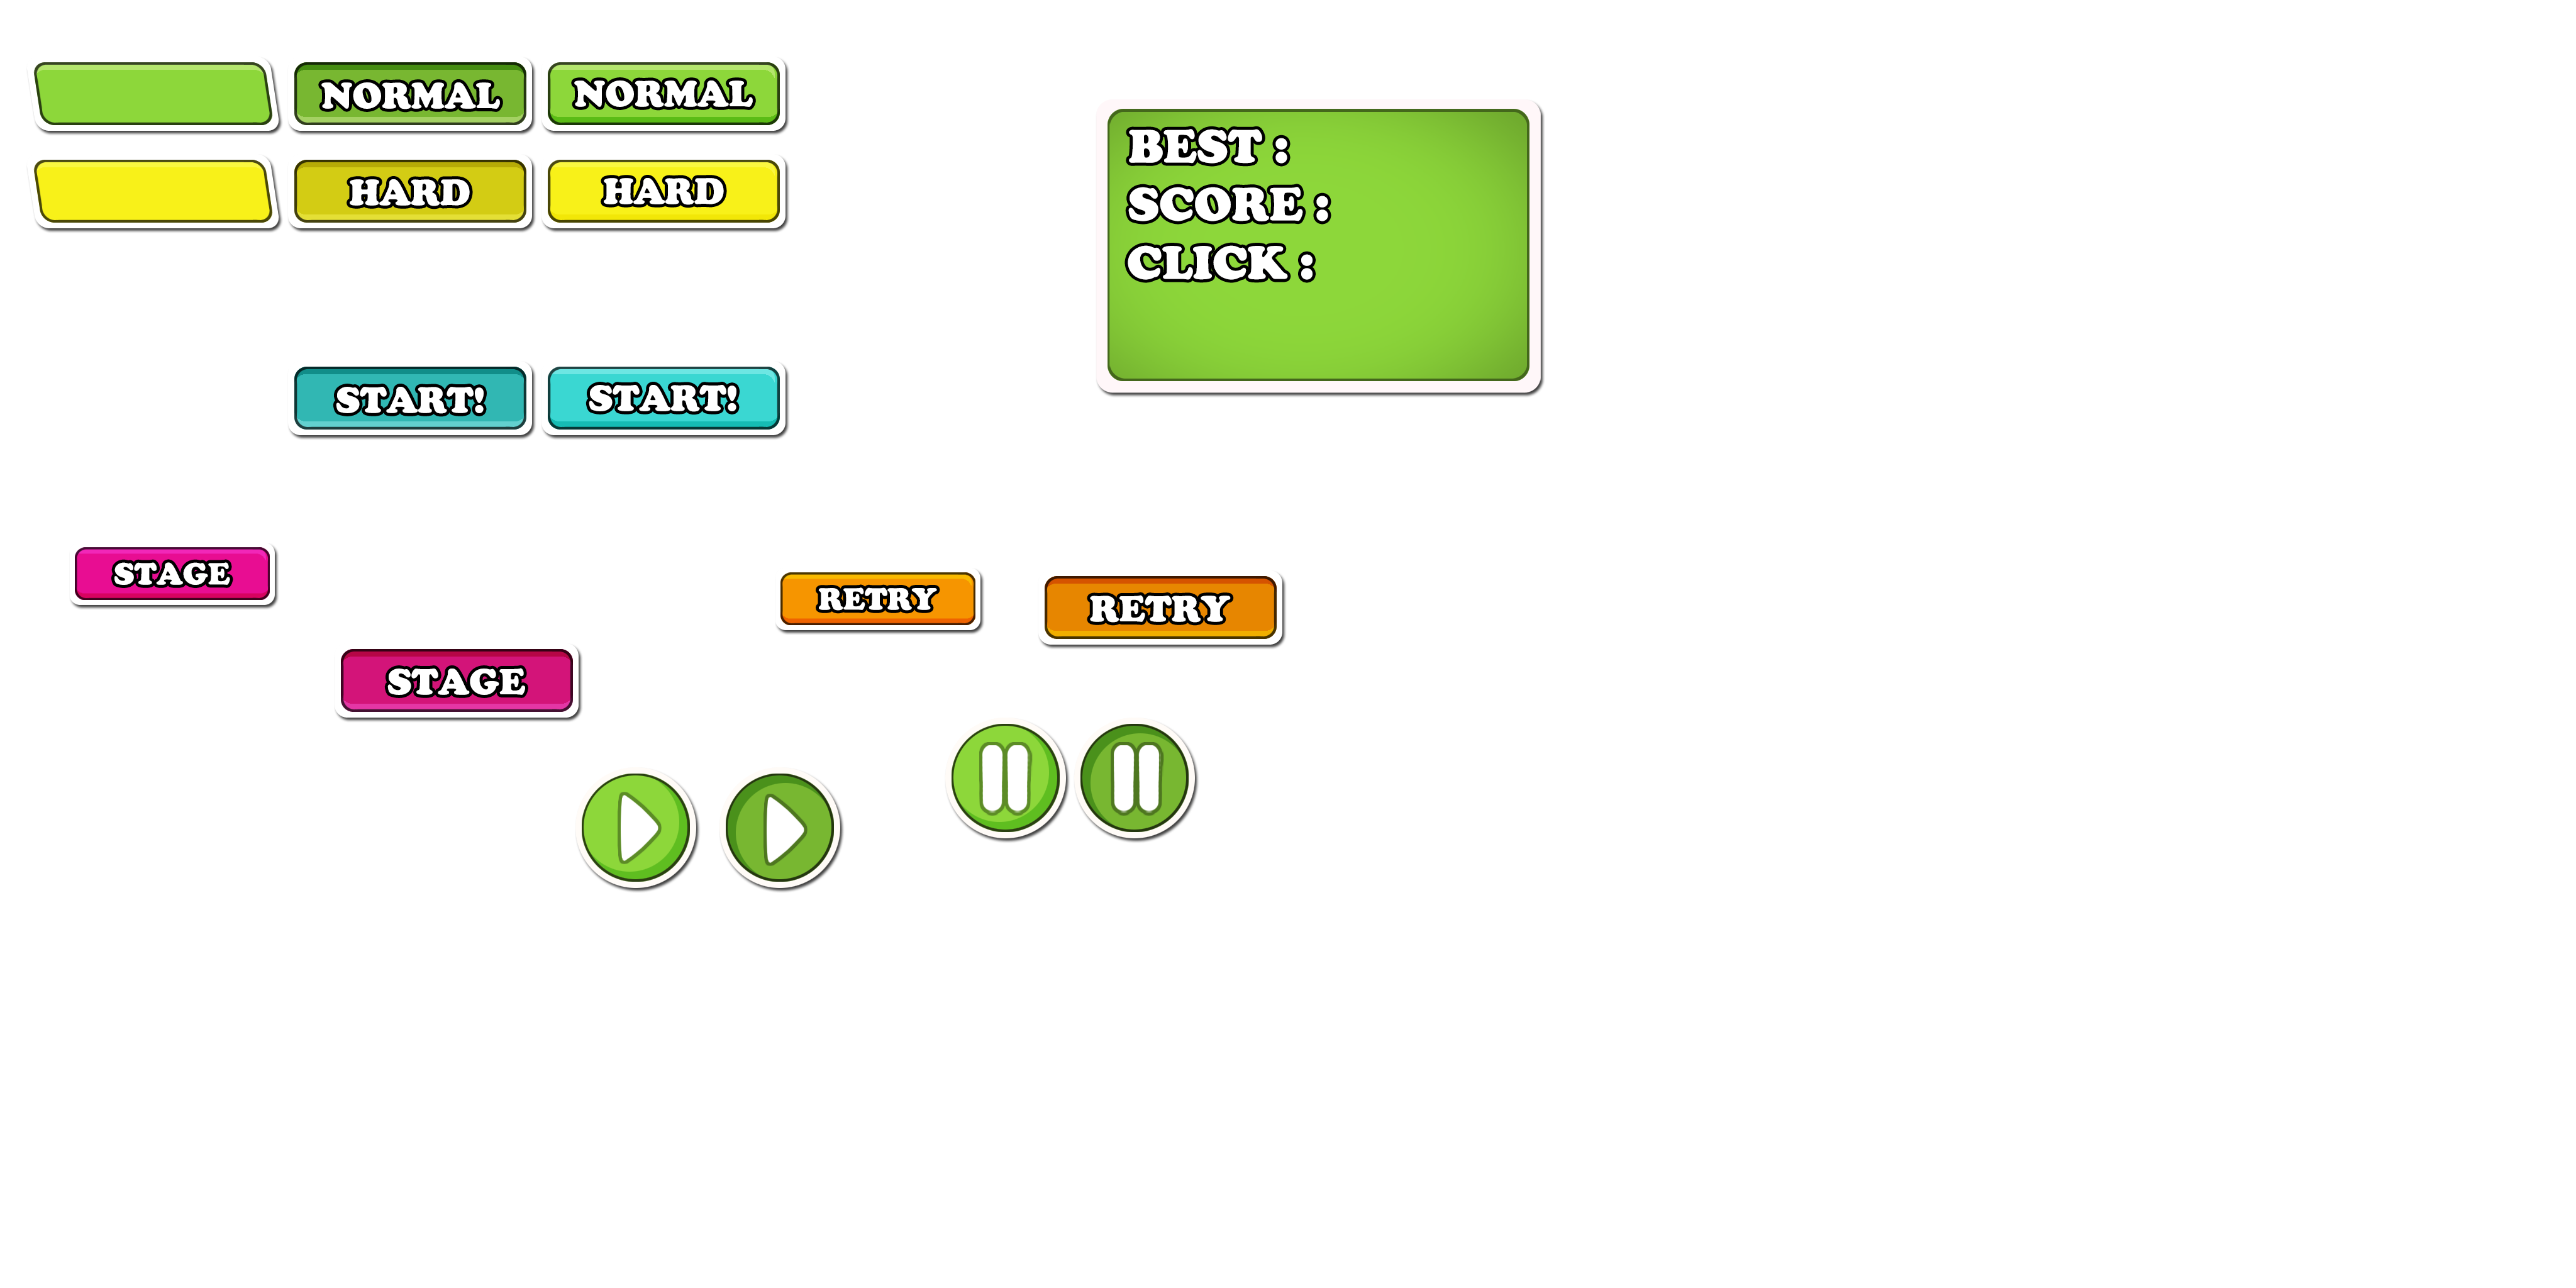 NORMAL
NORMAL
HARD
HARD
BEST :
SCORE :
CLICK :
START!
START!
STAGE
RETRY
RETRY
STAGE